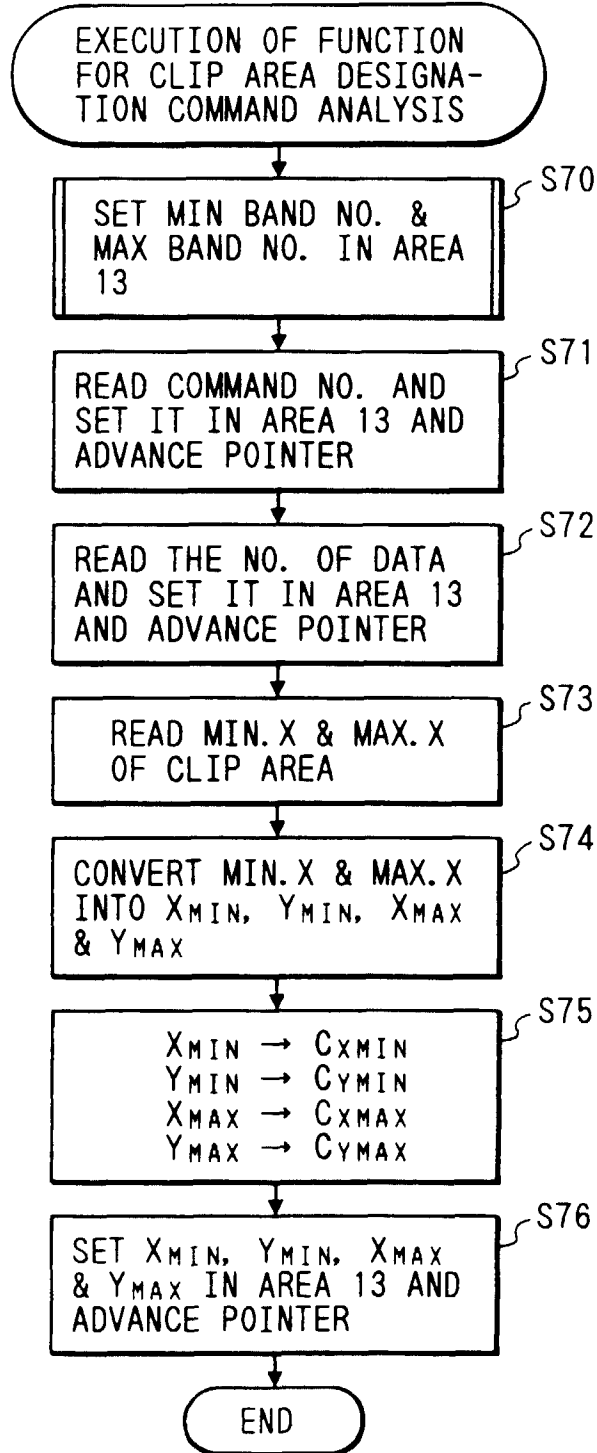 EXECUTION OF FUNCTION
FOR CLIP AREA DESIGNA-
TION COMMAND ANALYSIS
S70
SET MIN BAND NO. &
MAX BAND NO. IN AREA
13
S71
READ COMMAND NO. AND
SET IT IN AREA 13 AND
ADVANCE POINTER
S72
READ THE NO. OF DATA
AND SET IT IN AREA 13
AND ADVANCE POINTER
S73
READ MIN. X & MAX. X
OF CLIP AREA
S74
CONVERT MIN. X & MAX. X
INTO XMIN, YMIN, XMAX
& YMAX
S75
XMIN → CXMIN
YMIN → CYMIN
XMAX → CXMAX
YMAX → CYMAX
S76
SET XMIN, YMIN, XMAX
& YMAX IN AREA 13 AND
ADVANCE POINTER
END